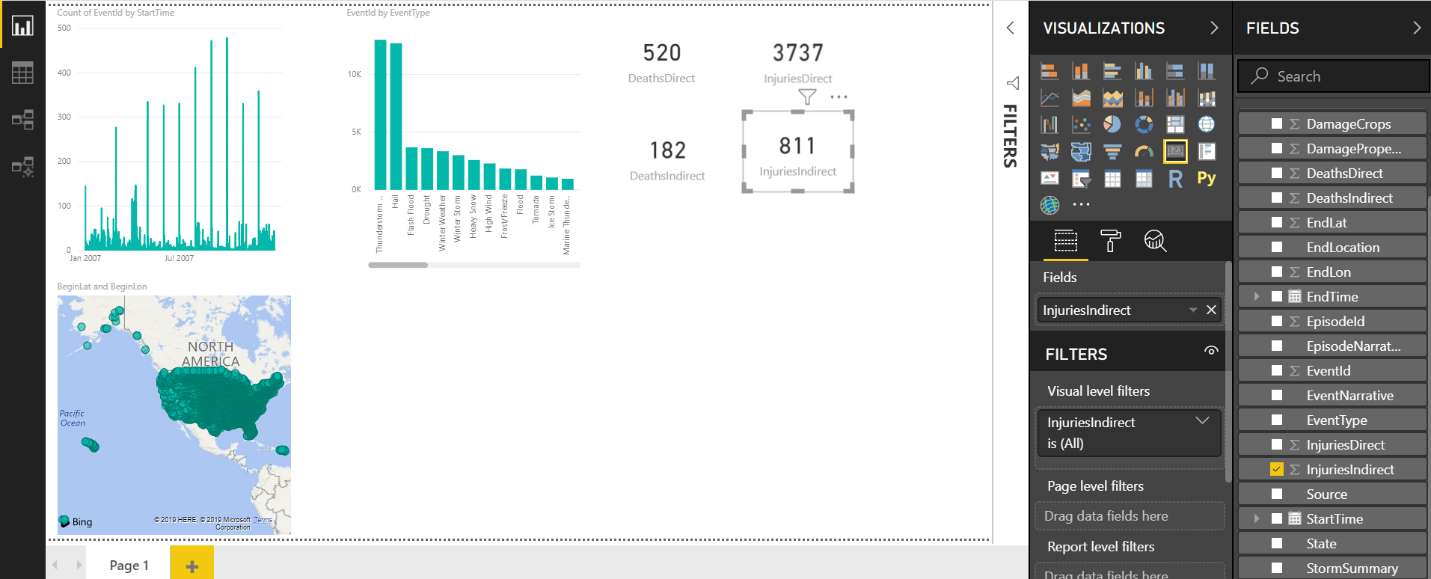 Count of EventId by StartTime
500
400
300
200
100
0
Jan 2007
Jul 2007
EventId by EventType
10K
5K
0K
Thunderstorm ...
Hail
Flash Flood
Drought
Winter Weather
Winter Storm
Heavy Snow
High Wind
Frost/Freeze
Flood
Tornado
Ice Storm
Marine Thunde...
520
DeathsDirect
3737
InjuriesDirect
182
DeathsIndirect
811
InjuriesIndirect
BeginLat and BeginLon
NORTH
AMERICA
Pacific
Ocean
Bing
© 2019 HERE, © 2019 Microsoft Corporation Terms
Page 1
FILTERS
VISUALIZATIONS
R
Py
Fields
InjuriesIndirect
FILTERS
Visual level filters
InjuriesIndirect
is (All)
Page level filters
Drag data fields here
Report level filters
Drag data fields here
FIELDS
Search
DamageCrops
DamagePrope...
DeathsDirect
DeathsIndirect
EndLat
EndLocation
EndLon
EndTime
EpisodeId
EpisodeNarrat...
EventId
EventNarrative
EventType
InjuriesDirect
InjuriesIndirect
Source
StartTime
State
StormSummary